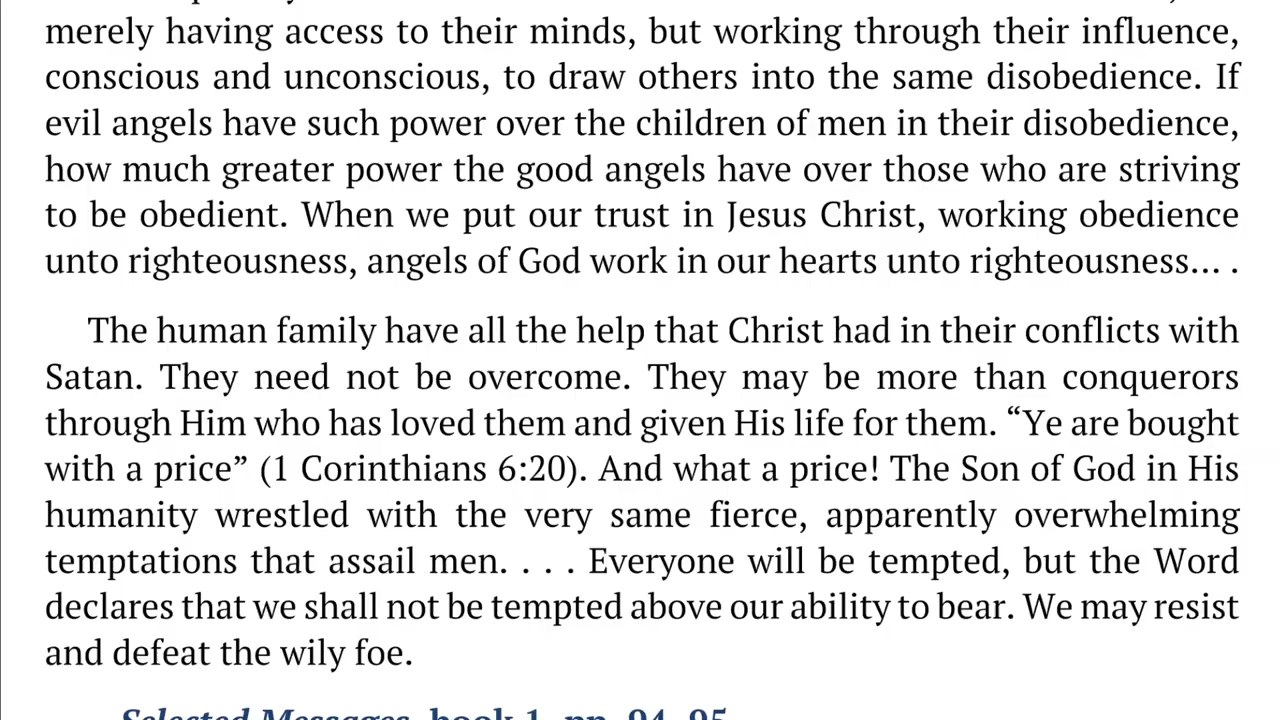 merely having access to their minds, but working through their influence,
conscious and unconscious, to draw others into the same disobedience. If
evil angels have such power over the children of men in their disobedience,
how much greater power the good angels have over those who are striving
to be obedient. When we put our trust in Jesus Christ, working obedience
unto righteousness, angels of God work in our hearts unto righteousness... .
The human family have all the help that Christ had in their conflicts with
Satan. They need not be overcome. They may be more than conquerors
through Him who has loved them and given His life for them. “Ye are bought
with a price” (1 Corinthians 6:20). And what a price! The Son of God in His
humanity wrestled with the very same fierce, apparently overwhelming
temptations that assail men. . . . Everyone will be tempted, but the Word
declares that we shall not be tempted above our ability to bear. We may resist
and defeat the wily foe.
Selected Messages, book 1, pp. 94, 95